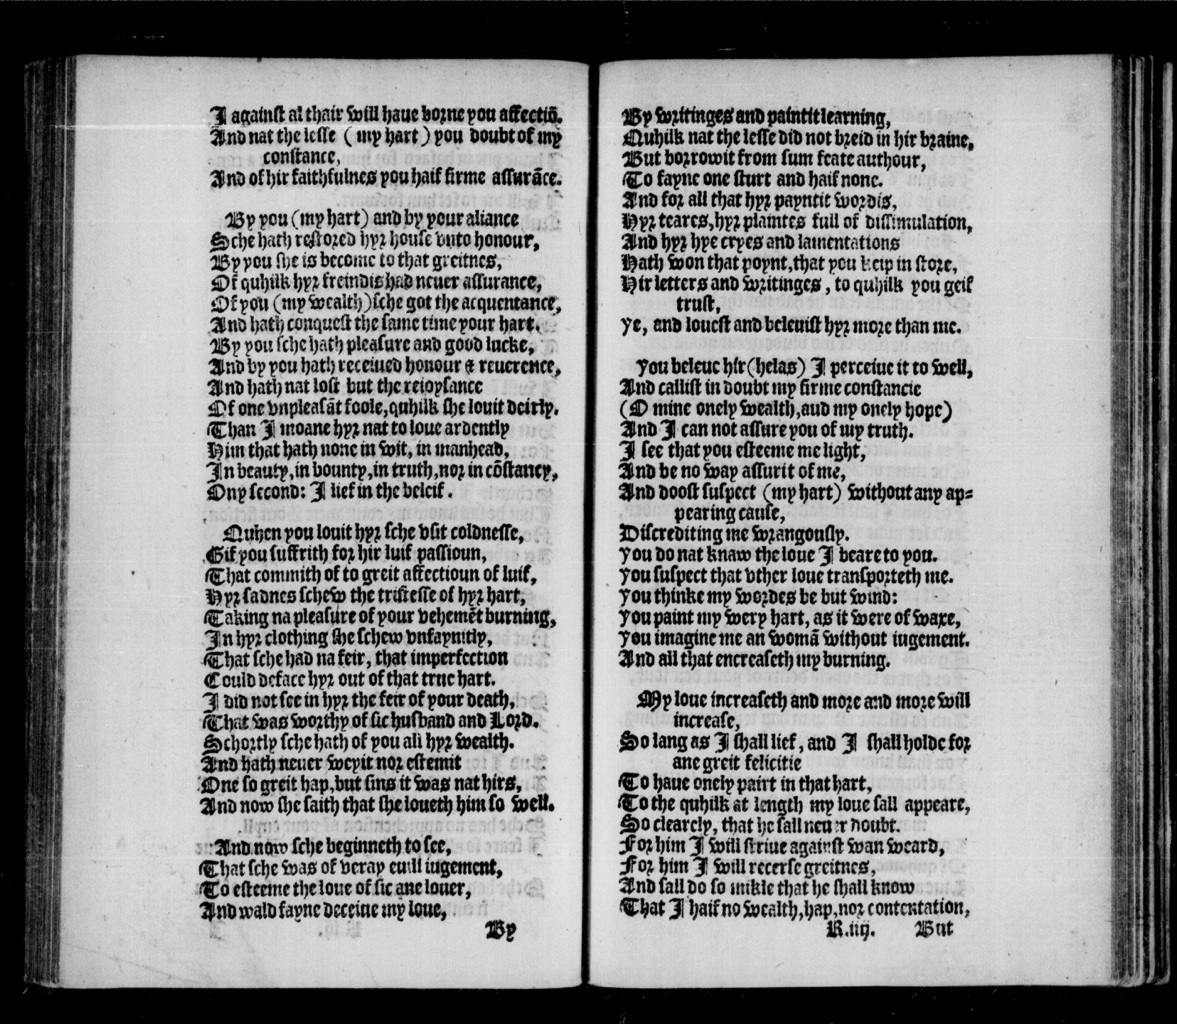 I against al thair will haue borne you affectiō.
And nat the lesse (my hart) you doubt of my
constance,
And of hir faithfulnes you haif firme assurāce.
By you (my hart) and by your aliance
Sche hath restored hyr house vnto honour,
By you she is become to that greitnes,
Of quhilk hyr freindis had neuer assurance,
Of you (my wealth) sche got the acquentance,
And hath conquest the same time your hart.
By you sche hath pleasure and good lucke,
And by you hath receiued honour & reuerence,
And hath nat lost but the reioysance
Of one vnpleasāt foole, quhilk she louit deirly.
Than I moane hyr nat to loue ardently
Him that hath none in wit, in manhead,
In beauty, in bounty, in truth, nor in cōstancy,
Ony second: I lief in the beleif.
Quhen you louit hyr sche vsit coldnesse,
Gif you suffrith for hir luif passioun,
That commith of to greit affectioun of luif,
Hyr sadnes schew the tristesse of hyr hart,
Taking na pleasure of your vehemēt burning,
In hyr clothing she schew vnfaynitly,
That sche had na feir, that imperfection
Could deface hyr out of that true hart.
I did not see in hyr the feir of your death,
That was worthy of sic husband and Lord.
Schortly sche hath of you all hyr wealth.
And hath neuer weyit nor estemit
One so greit hap, but sins it was nat hirs,
And now she saith that she loueth him so well.
And now sche beginneth to see,
That sche was of veray euill iugement,
To esteeme the loue of sic ane louer,
And wald fayne deceiue my loue,
By
By writinges and paintit learning,
Quhilk nat the lesse did not breid in hir braine,
But borrowit from sum feate authour,
To fayne one sturt and haif none.
And for all that hyr payntit wordis,
Hyr teares, hyr plaintes full of dissimulation,
And hyr hye cryes and lamentations
Hath won that poynt, that you keip in store,
Hir letters and writinges, to quhilk you geif
trust,
Ye, and louest and beleuist hyr more than me.
You beleue hir (helas) I perceiue it to well,
And callist in doubt my firme constancie
(O mine onely wealth, aud my onely hope)
And I can not assure you of my truth.
I see that you esteeme me light,
And be no way assurit of me,
And doost suspect (my hart) without any ap=
pearing cause,
Discrediting me wrangously.
You do nat knaw the loue I beare to you.
You suspect that vther loue transporteth me.
You thinke my wordes be but wind:
You paint my wery hart, as it were of waxe,
You imagine me an womā without iugement.
And all that encreaseth my burning.
My loue increaseth and more and more will
increase,
So lang as I shall lief, and I shall holde for
ane greit felicitie
To haue onely pairt in that hart,
To the quhilk at length my loue sall appeare,
So clearely, that he sall neuer doubt.
For him I will striue against wan weard,
For him I will recerse greitnes,
And sall do so mikle that he shall know
That I haif no wealth, hap, nor contentation,
R.iiij.
But